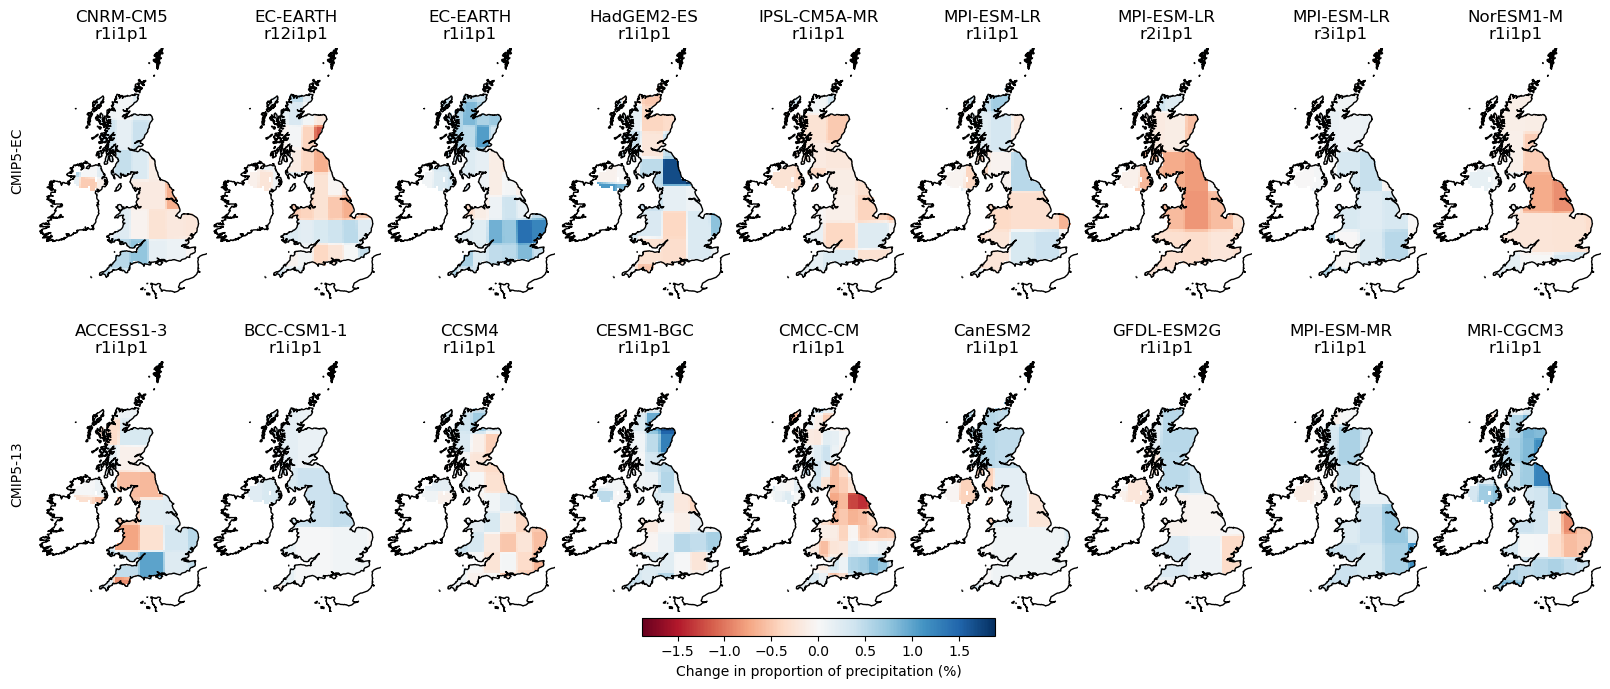 CNRM-CM5 EC-EARTH EC-EARTH HadGEM2-ES IPSL-CM5A-MR MPI-ESM-LR MPI-ESM-LR MPI-ESM-LR NorESM1-M
r1i1p1 r12i1p1 r1i1p1 r1i1p1 r1i1p1 r1i1p1 r2i1p1 r3i1p1 r1i1p1
CMIP5-EC
ACCESS1-3 BCC-CSM1-1 CCSM4 CESM1-BGC CMCC-CM CanESM2 GFDL-ESM2G MPI-ESM-MR MRI-CGCM3
r1i1p1 r1i1p1 r1i1p1 r1i1p1 r1i1p1 r1i1p1 r1i1p1 r1i1p1 r1i1p1
CMIP5-13
−1.5 −1.0 −0.5 0.0 0.5 1.0 1.5
Change in proportion of precipitation (%)